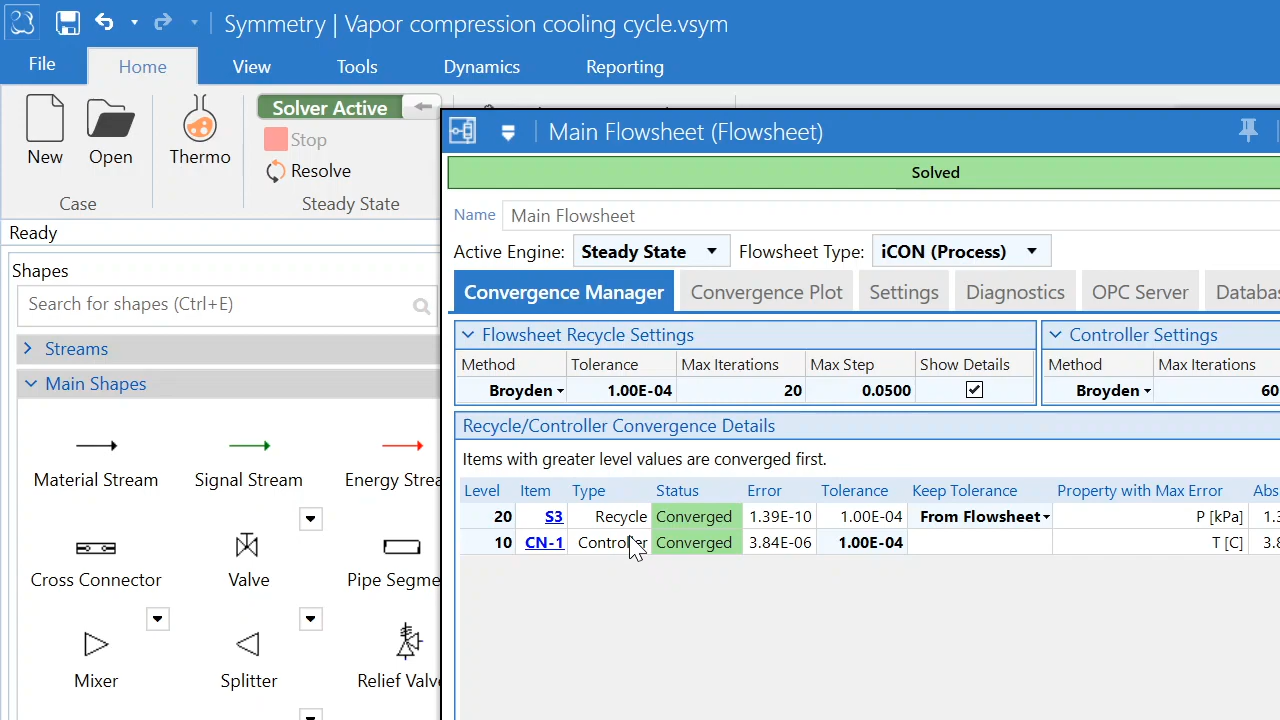 Symmetry | Vapor compression cooling cycle.vsym
File Home View Tools Dynamics Reporting
New Open Thermo Solver Active Stop Resolve
Case Steady State
Ready
Shapes
Search for shapes (Ctrl+E)
Streams
Main Shapes
Material Stream Signal Stream Energy Strea
Cross Connector Valve Pipe Segme
Mixer Splitter Relief Valv
Main Flowsheet (Flowsheet)
Solved
Name Main Flowsheet
Active Engine: Steady State Flowsheet Type: iCON (Process)
Convergence Manager Convergence Plot Settings Diagnostics OPC Server Databas
Flowsheet Recycle Settings Controller Settings
Method Tolerance Max Iterations Max Step Show Details Method Max Iterations
Broyden 1.00E-04 20 0.0500 Broyden 60
Recycle/Controller Convergence Details
Items with greater level values are converged first.
Level Item Type Status Error Tolerance Keep Tolerance Property with Max Error Abs
20 S3 Recycle Converged 1.39E-10 1.00E-04 From Flowsheet P [kPa] 1.3
10 CN-1 Controller Converged 3.84E-06 1.00E-04 T [C] 3.8